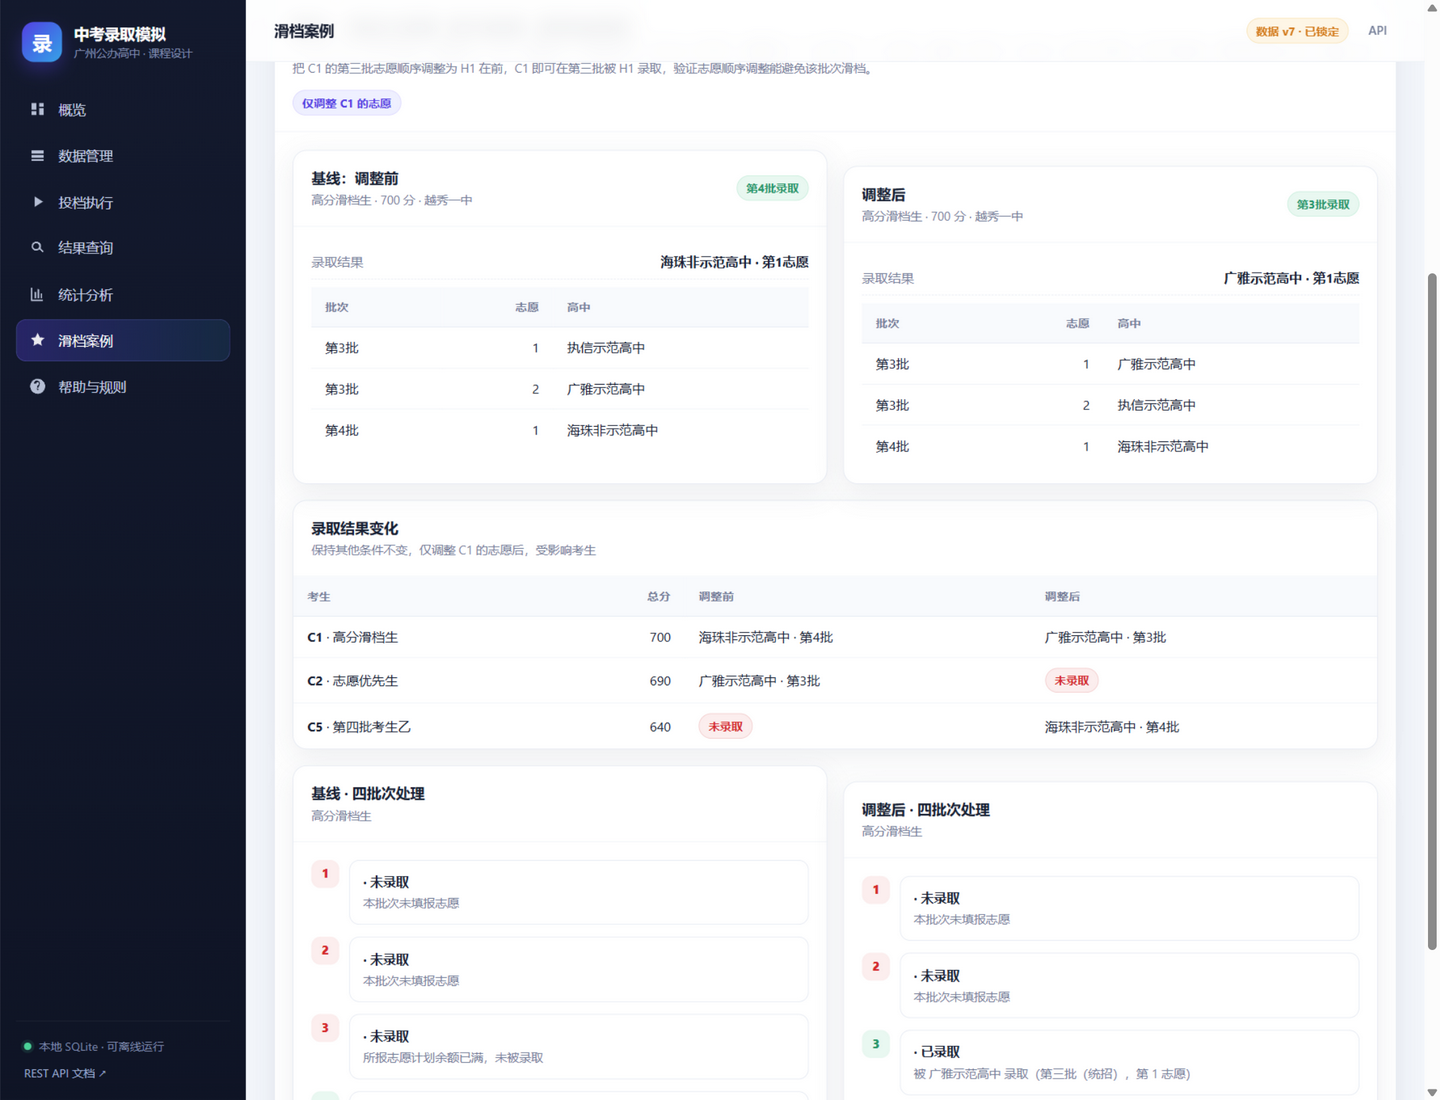 录
中考录取模拟
广州公办高中 · 课程设计
概览
数据管理
投档执行
结果查询
统计分析
滑档案例
帮助与规则
本地 SQLite · 可离线运行
REST API 文档 ↗
滑档案例
数据 v7 · 已锁定
API
把 C1 的第三批志愿顺序调整为 H1 在前，C1 即可在第三批被 H1 录取，验证志愿顺序调整能避免该批次滑档。
仅调整 C1 的志愿
基线：调整前
高分滑档生 · 700 分 · 越秀一中
第4批录取
录取结果 海珠非示范高中 · 第1志愿
批次 志愿 高中
第3批 1 执信示范高中
第3批 2 广雅示范高中
第4批 1 海珠非示范高中
调整后
高分滑档生 · 700 分 · 越秀一中
第3批录取
录取结果 广雅示范高中 · 第1志愿
批次 志愿 高中
第3批 1 广雅示范高中
第3批 2 执信示范高中
第4批 1 海珠非示范高中
录取结果变化
保持其他条件不变，仅调整 C1 的志愿后，受影响考生
考生 总分 调整前 调整后
C1 · 高分滑档生 700 海珠非示范高中 · 第4批 广雅示范高中 · 第3批
C2 · 志愿优先生 690 广雅示范高中 · 第3批 未录取
C5 · 第四批考生乙 640 未录取 海珠非示范高中 · 第4批
基线 · 四批次处理
高分滑档生
1 · 未录取
本批次未填报志愿
2 · 未录取
本批次未填报志愿
3 · 未录取
所报志愿计划余额已满，未被录取
调整后 · 四批次处理
高分滑档生
1 · 未录取
本批次未填报志愿
2 · 未录取
本批次未填报志愿
3 · 已录取
被 广雅示范高中 录取（第三批（统招），第 1 志愿）